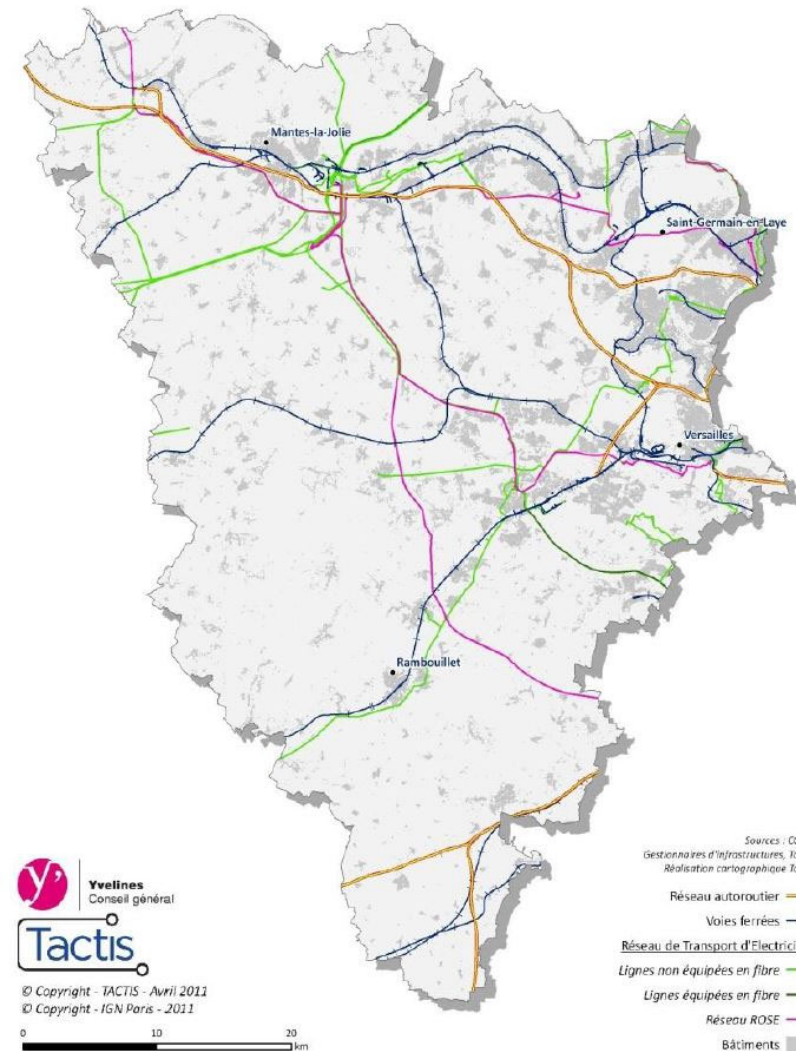 Mantes-la-Jolie
Saint-Germain-en-Laye
Versailles
Rambouillet
Sources :
Gestionnaires d'infrastructures,
Réalisation cartographique
Réseau autoroutier
Voies ferrées
Réseau de Transport d'Electrici
Lignes non équipées en fibre
Lignes équipées en fibre
Réseau ROSE
Bâtiments
y'
Yvelines
Conseil général
Tactis
© Copyright - TACTIS - Avril 2011
© Copyright - IGN Paris - 2011
0 10 20
km